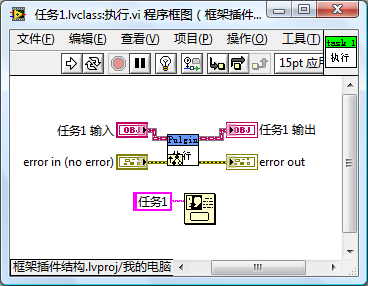 任务1.lvclass:执行.vi 程序框图 (框架插件...
文件(F) 编辑(E) 查看(V) 项目(P) 操作(O) 工具(T)
task 1
执行
15pt 应用
任务1 输入 OBJ OBJ 任务1 输出
Pulgin
执行
error in (no error) error out
任务1
框架插件结构.lvproj/我的电脑